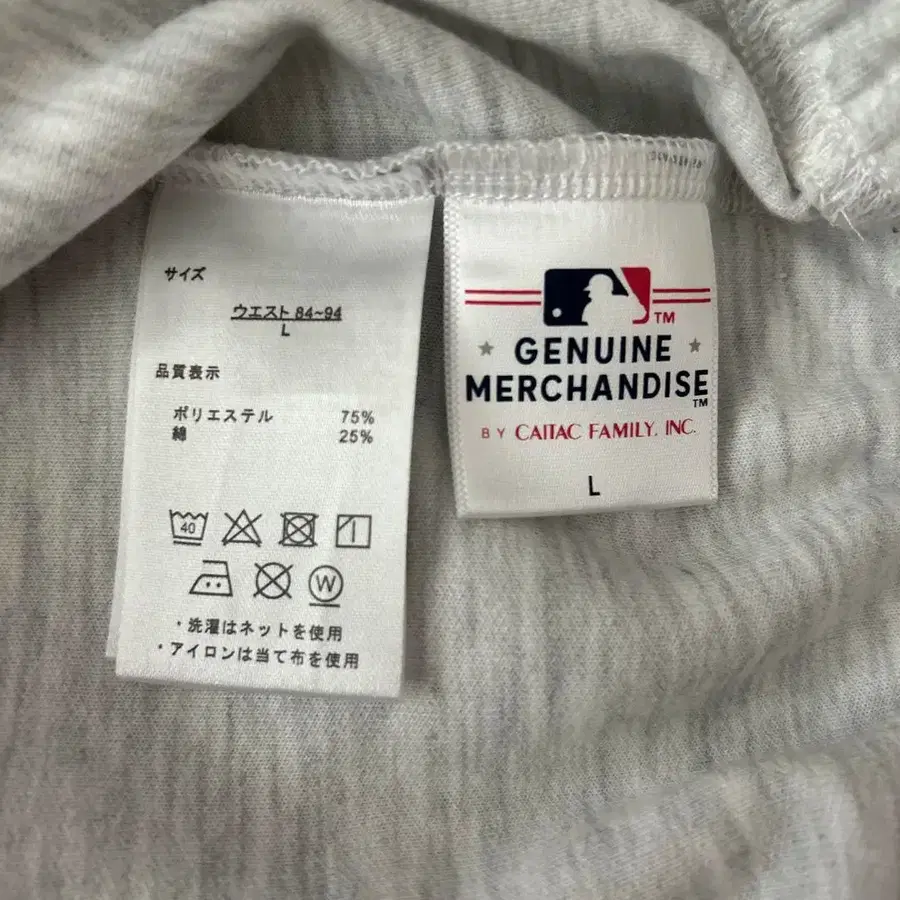 サイズ
ウエスト 84~94
L
品質表示
ポリエステル 75%
綿 25%
40
W
・洗濯はネットを使用
・アイロンは当て布を使用
TM
GENUINE
MERCHANDISE
TM
BY CAITAC FAMILY, INC.
L